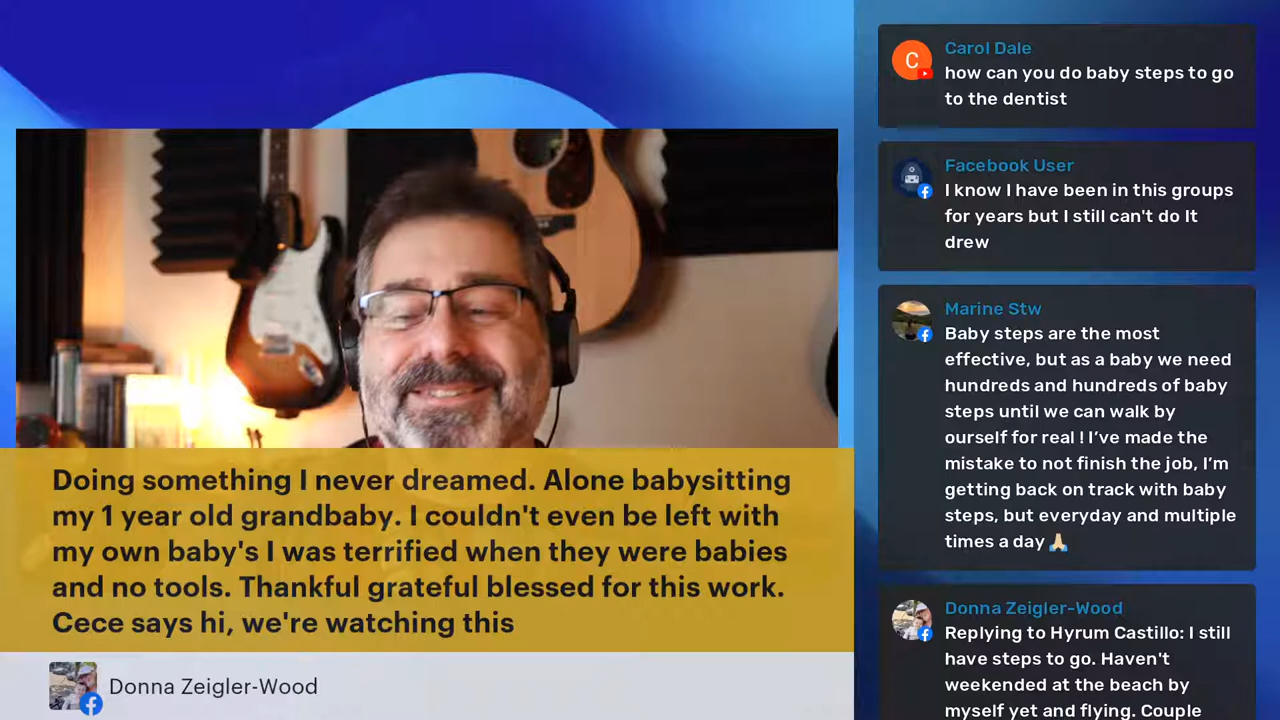 Carol Dale
how can you do baby steps to go
to the dentist
Facebook User
I know I have been in this groups
for years but I still can't do It
drew
Marine Stw
Baby steps are the most
effective, but as a baby we need
hundreds and hundreds of baby
steps until we can walk by
ourself for real ! I’ve made the
mistake to not finish the job, I’m
getting back on track with baby
steps, but everyday and multiple
times a day 🙏🏼
Donna Zeigler-Wood
Replying to Hyrum Castillo: I still
have steps to go. Haven't
weekended at the beach by
myself yet and flying. Couple
Doing something I never dreamed. Alone babysitting
my 1 year old grandbaby. I couldn't even be left with
my own baby's I was terrified when they were babies
and no tools. Thankful grateful blessed for this work.
Cece says hi, we're watching this
Donna Zeigler-Wood
C